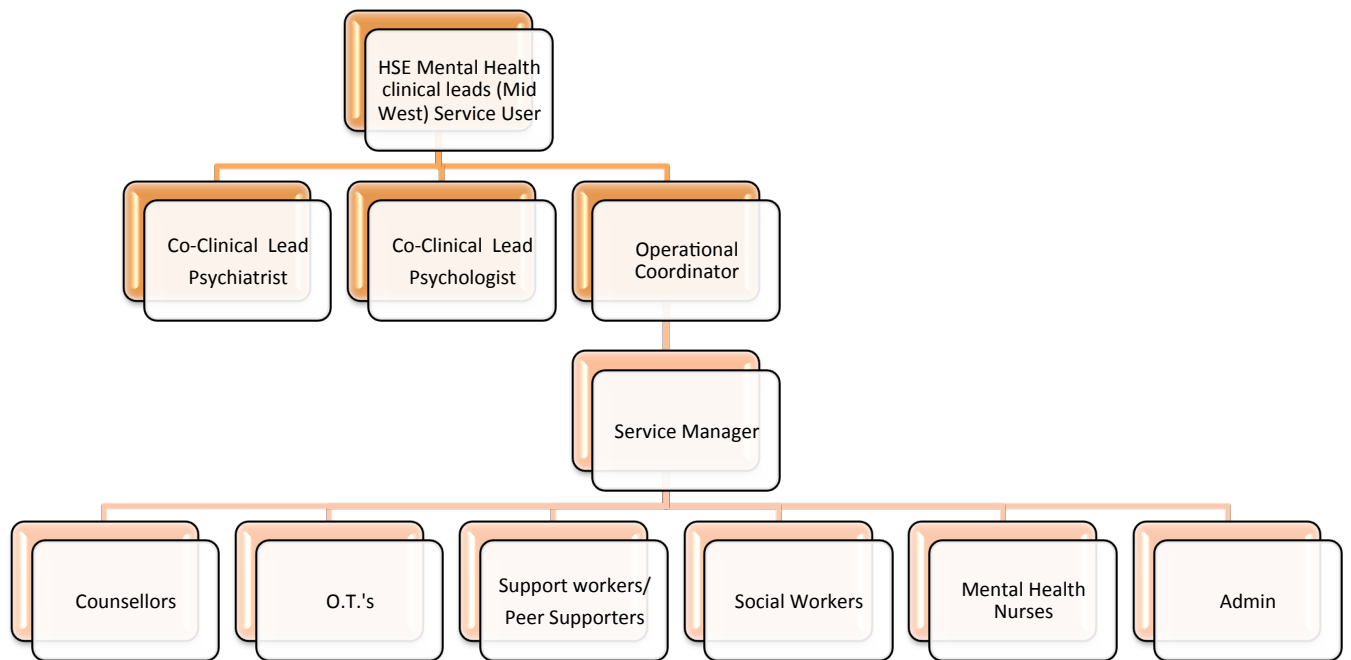 HSE Mental Health
clinical leads (Mid
West) Service User
Co-Clinical Lead
Psychiatrist
Co-Clinical Lead
Psychologist
Operational
Coordinator
Service Manager
Counsellors
O.T.'s
Support workers/
Peer Supporters
Social Workers
Mental Health
Nurses
Admin